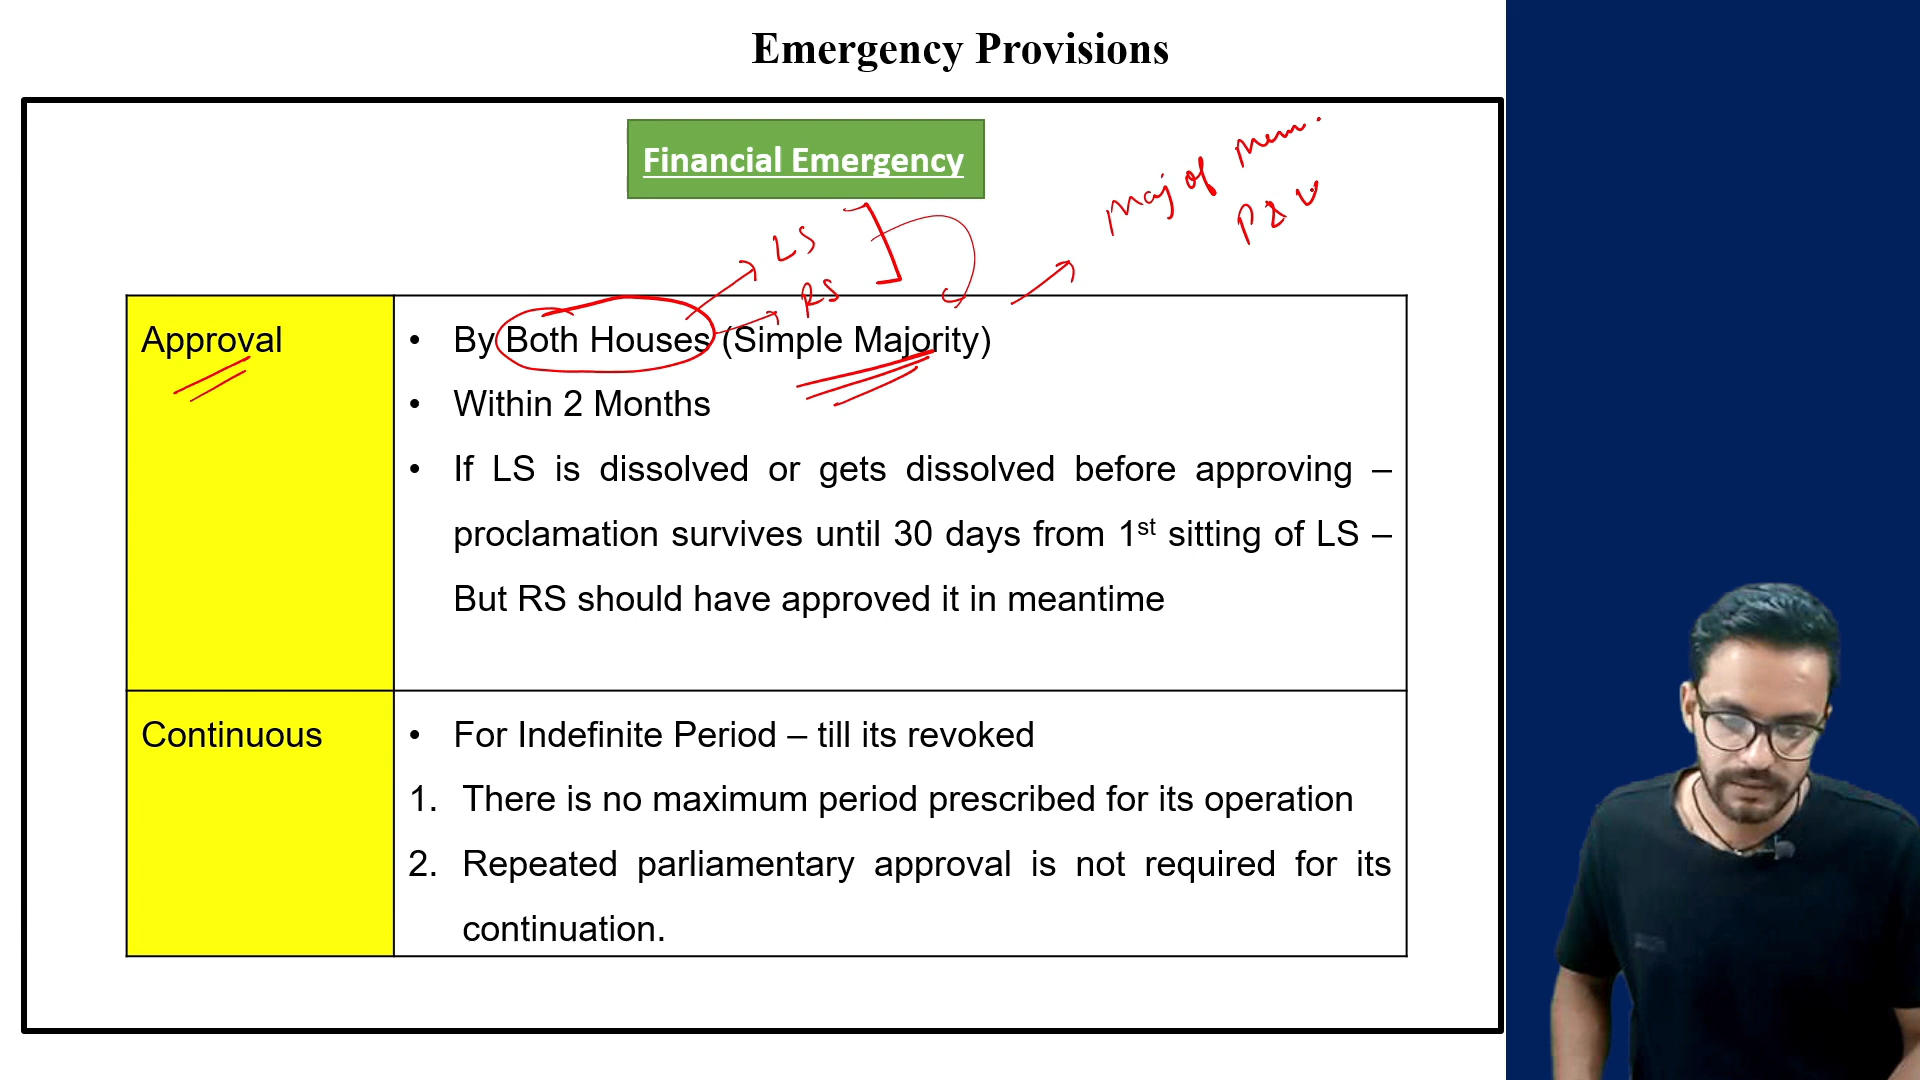 Emergency Provisions
Financial Emergency
Maj of Mem.
P & V
LS
RS
Approval
• By Both Houses (Simple Majority)
• Within 2 Months
• If LS is dissolved or gets dissolved before approving –
proclamation survives until 30 days from 1st sitting of LS –
But RS should have approved it in meantime
Continuous
• For Indefinite Period – till its revoked
1. There is no maximum period prescribed for its operation
2. Repeated parliamentary approval is not required for its
continuation.